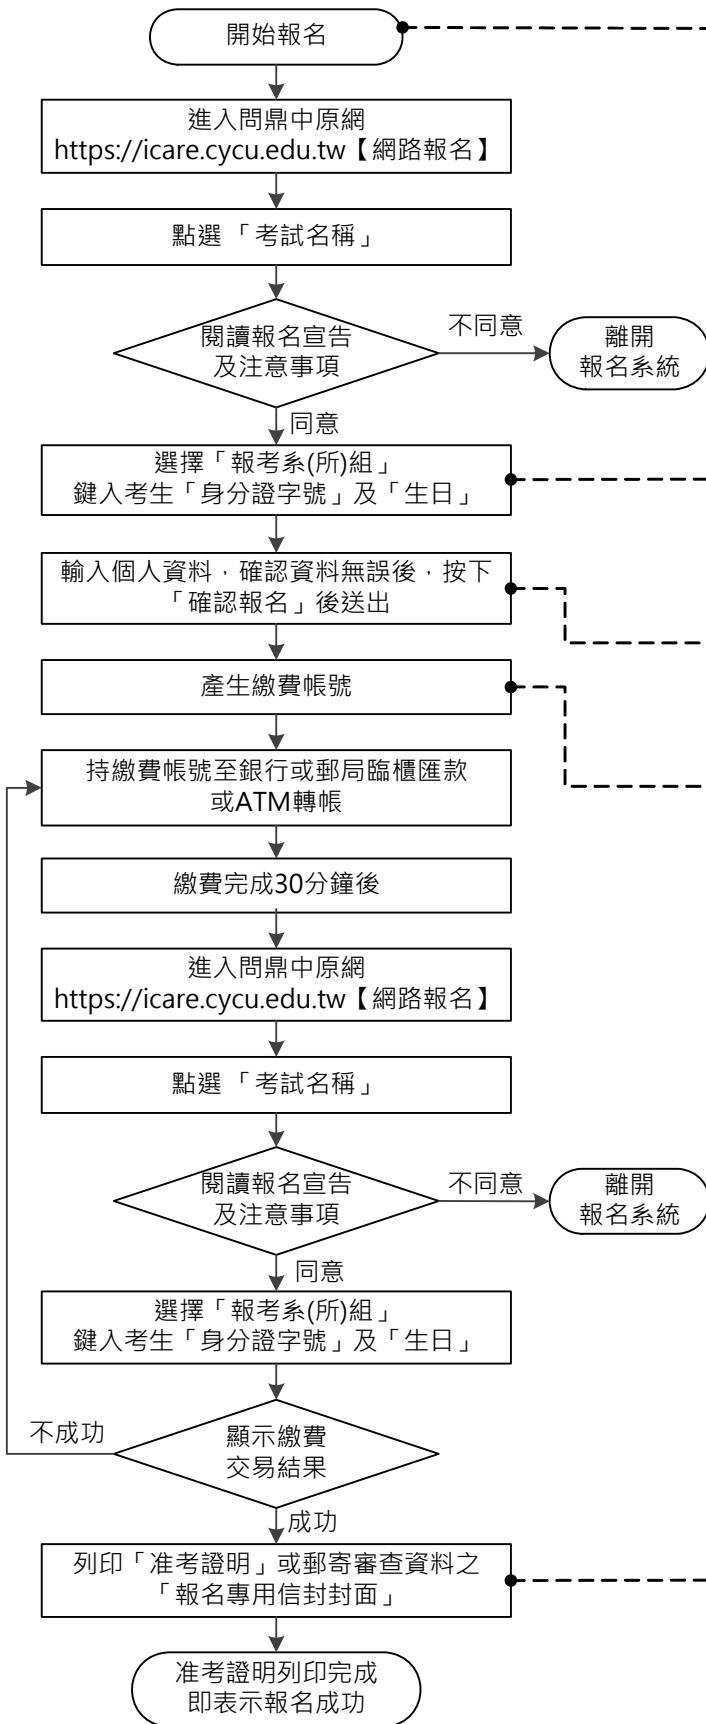 開始報名
進入問鼎中原網
https://icare.cycu.edu.tw【網路報名】
點選「考試名稱」
閱讀報名宣告
及注意事項
不同意
離開
報名系統
同意
選擇「報考系(所)組」
鍵入考生「身分證字號」及「生日」
輸入個人資料，確認資料無誤後，按下
「確認報名」後送出
產生繳費帳號
持繳費帳號至銀行或郵局臨櫃匯款
或ATM轉帳
繳費完成30分鐘後
進入問鼎中原網
https://icare.cycu.edu.tw【網路報名】
點選「考試名稱」
閱讀報名宣告
及注意事項
不同意
離開
報名系統
同意
選擇「報考系(所)組」
鍵入考生「身分證字號」及「生日」
不成功
顯示繳費
交易結果
成功
列印「准考證明」或郵寄審查資料之
「報名專用信封封面」
准考證明列印完成
即表示報名成功